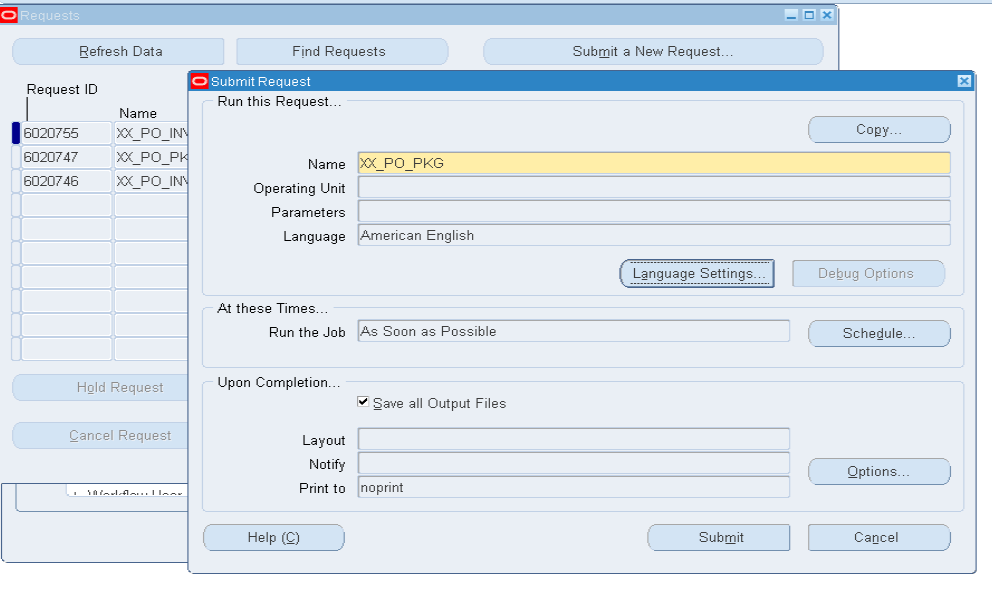 Requests
Refresh Data
Find Requests
Submit a New Request...
Request ID
Name
6020755
XX_PO_INV
6020747
XX_PO_PK
6020746
XX_PO_INV
Hold Request
Cancel Request
Workflow User
Submit Request
Run this Request...
Copy...
Name
XX_PO_PKG
Operating Unit
Parameters
Language
American English
Language Settings...
Debug Options
At these Times...
Run the Job
As Soon as Possible
Schedule...
Upon Completion...
Save all Output Files
Layout
Notify
Options...
Print to
noprint
Help (C)
Submit
Cancel